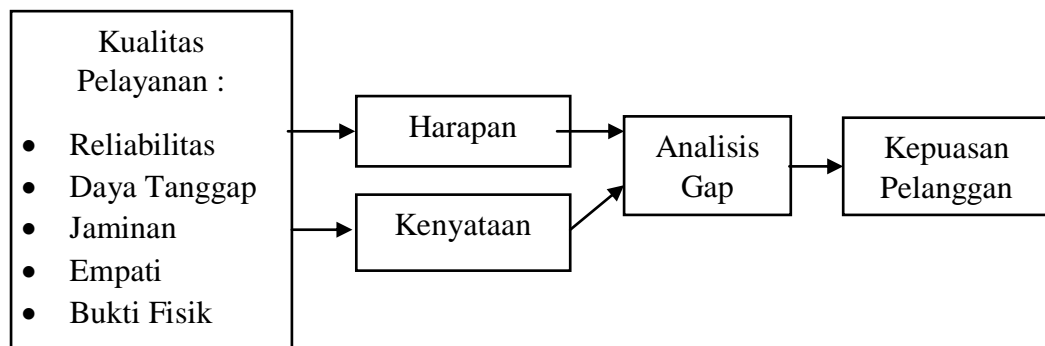 Kualitas
Pelayanan :
• Reliabilitas
• Daya Tanggap
• Jaminan
• Empati
• Bukti Fisik
Harapan
Kenyataan
Analisis
Gap
Kepuasan
Pelanggan